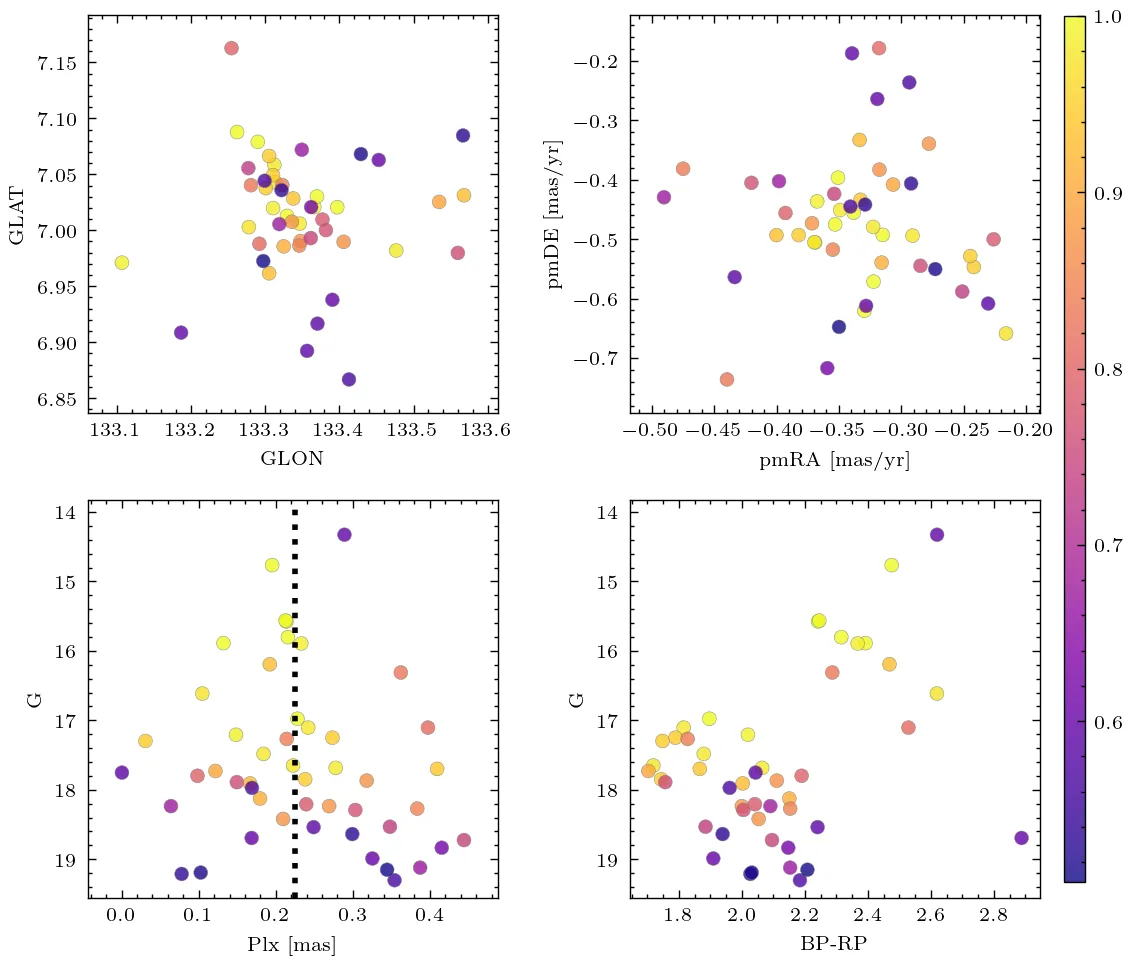 7.15
7.10
7.05
7.00
6.95
6.90
6.85
GLAT
133.1 133.2 133.3 133.4 133.5 133.6
GLON
−0.2
−0.3
−0.4
−0.5
−0.6
−0.7
pmDE [mas/yr]
−0.50 −0.45 −0.40 −0.35 −0.30 −0.25 −0.20
pmRA [mas/yr]
1.0
0.9
0.8
0.7
0.6
14
15
16
17
18
19
G
0.0 0.1 0.2 0.3 0.4
Plx [mas]
14
15
16
17
18
19
G
1.8 2.0 2.2 2.4 2.6 2.8
BP-RP